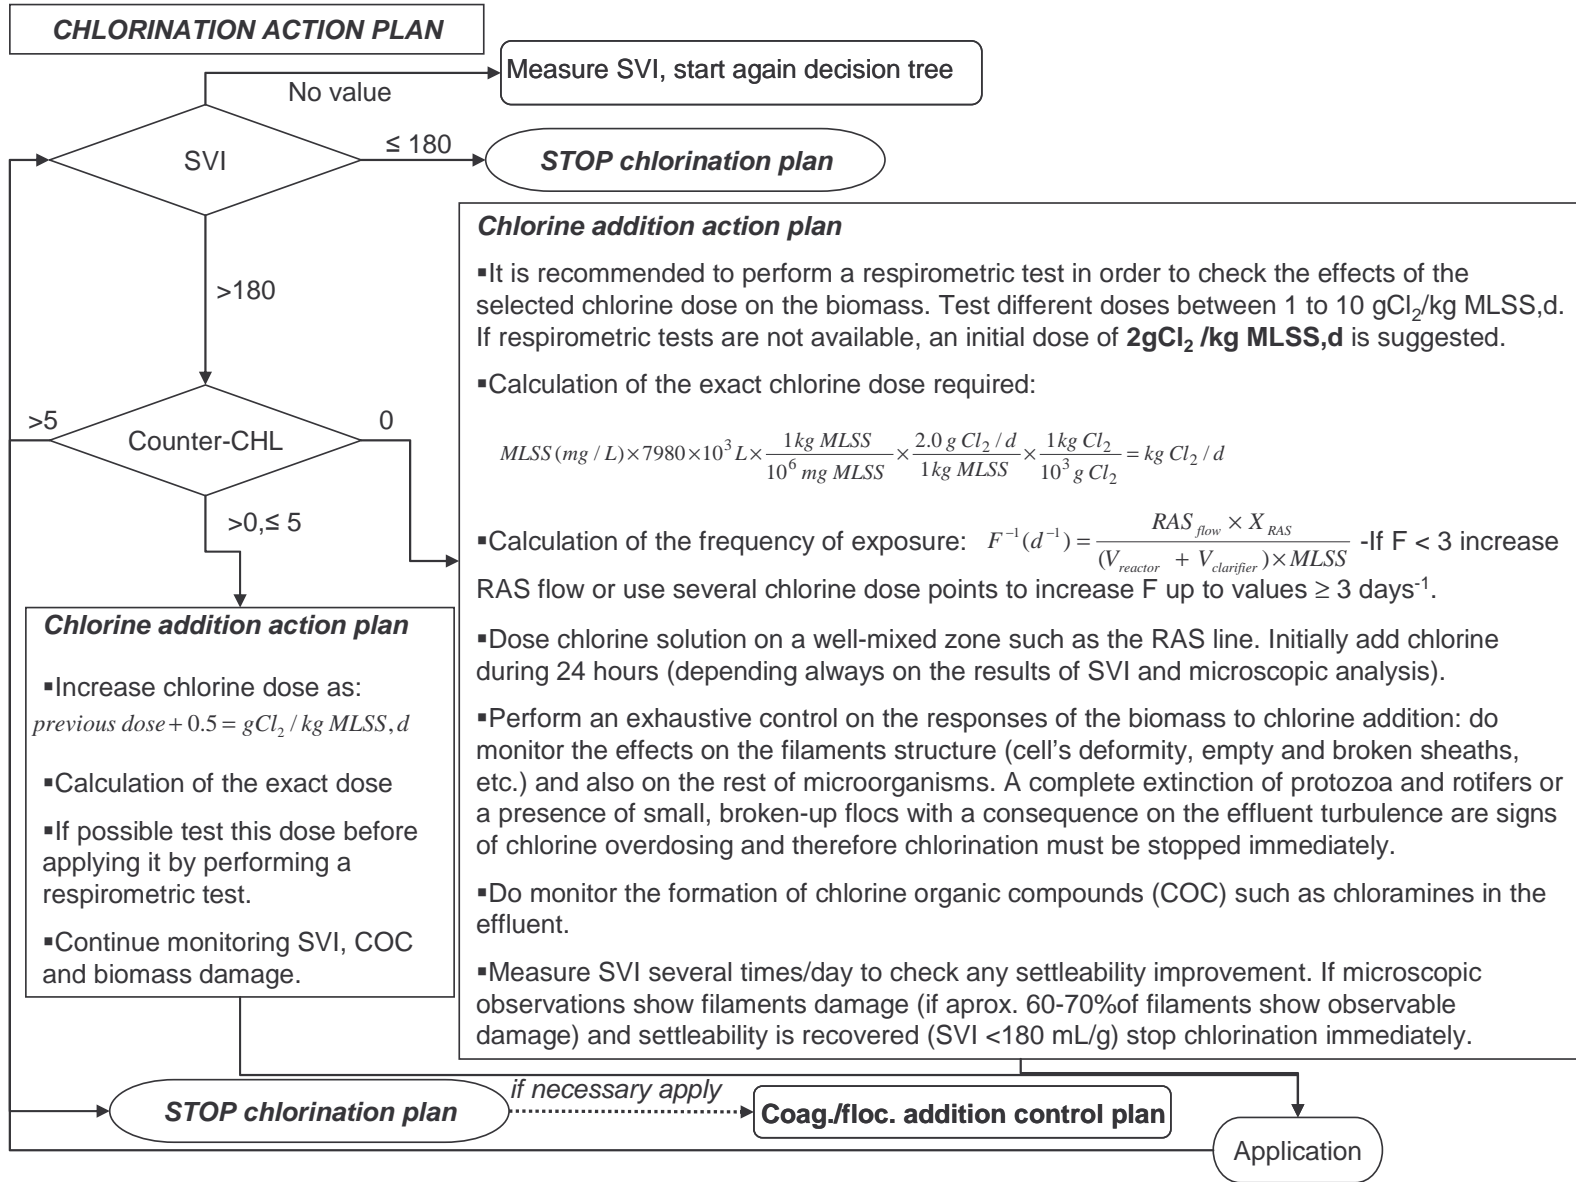 CHLORINATION ACTION PLAN
Measure SVI, start again decision tree
No value
SVI
≤ 180
STOP chlorination plan
>180
Counter-CHL
>5
0
>0,≤ 5
Chlorine addition action plan
▪It is recommended to perform a respirometric test in order to check the effects of the
selected chlorine dose on the biomass. Test different doses between 1 to 10 gCl₂/kg MLSS,d.
If respirometric tests are not available, an initial dose of 2gCl₂ /kg MLSS,d is suggested.
▪Calculation of the exact chlorine dose required:
MLSS (mg / L) × 7980 × 10³ L × 1kg MLSS / 10⁶ mg MLSS × 2.0 g Cl₂ / d / 1kg MLSS × 1kg Cl₂ / 10³ g Cl₂ = kg Cl₂ / d
▪Calculation of the frequency of exposure: F⁻¹(d⁻¹) = RAS flow × X RAS / (V reactor + V clarifier) × MLSS -If F < 3 increase
RAS flow or use several chlorine dose points to increase F up to values ≥ 3 days⁻¹.
▪Dose chlorine solution on a well-mixed zone such as the RAS line. Initially add chlorine
during 24 hours (depending always on the results of SVI and microscopic analysis).
▪Perform an exhaustive control on the responses of the biomass to chlorine addition: do
monitor the effects on the filaments structure (cell's deformity, empty and broken sheaths,
etc.) and also on the rest of microorganisms. A complete extinction of protozoa and rotifers or
a presence of small, broken-up flocs with a consequence on the effluent turbulence are signs
of chlorine overdosing and therefore chlorination must be stopped immediately.
▪Do monitor the formation of chlorine organic compounds (COC) such as chloramines in the
effluent.
▪Measure SVI several times/day to check any settleability improvement. If microscopic
observations show filaments damage (if aprox. 60-70%of filaments show observable
damage) and settleability is recovered (SVI <180 mL/g) stop chlorination immediately.
Chlorine addition action plan
▪Increase chlorine dose as:
previous dose + 0.5 = gCl₂ / kg MLSS, d
▪Calculation of the exact dose
▪If possible test this dose before
applying it by performing a
respirometric test.
▪Continue monitoring SVI, COC
and biomass damage.
STOP chlorination plan
if necessary apply
Coag./floc. addition control plan
Application